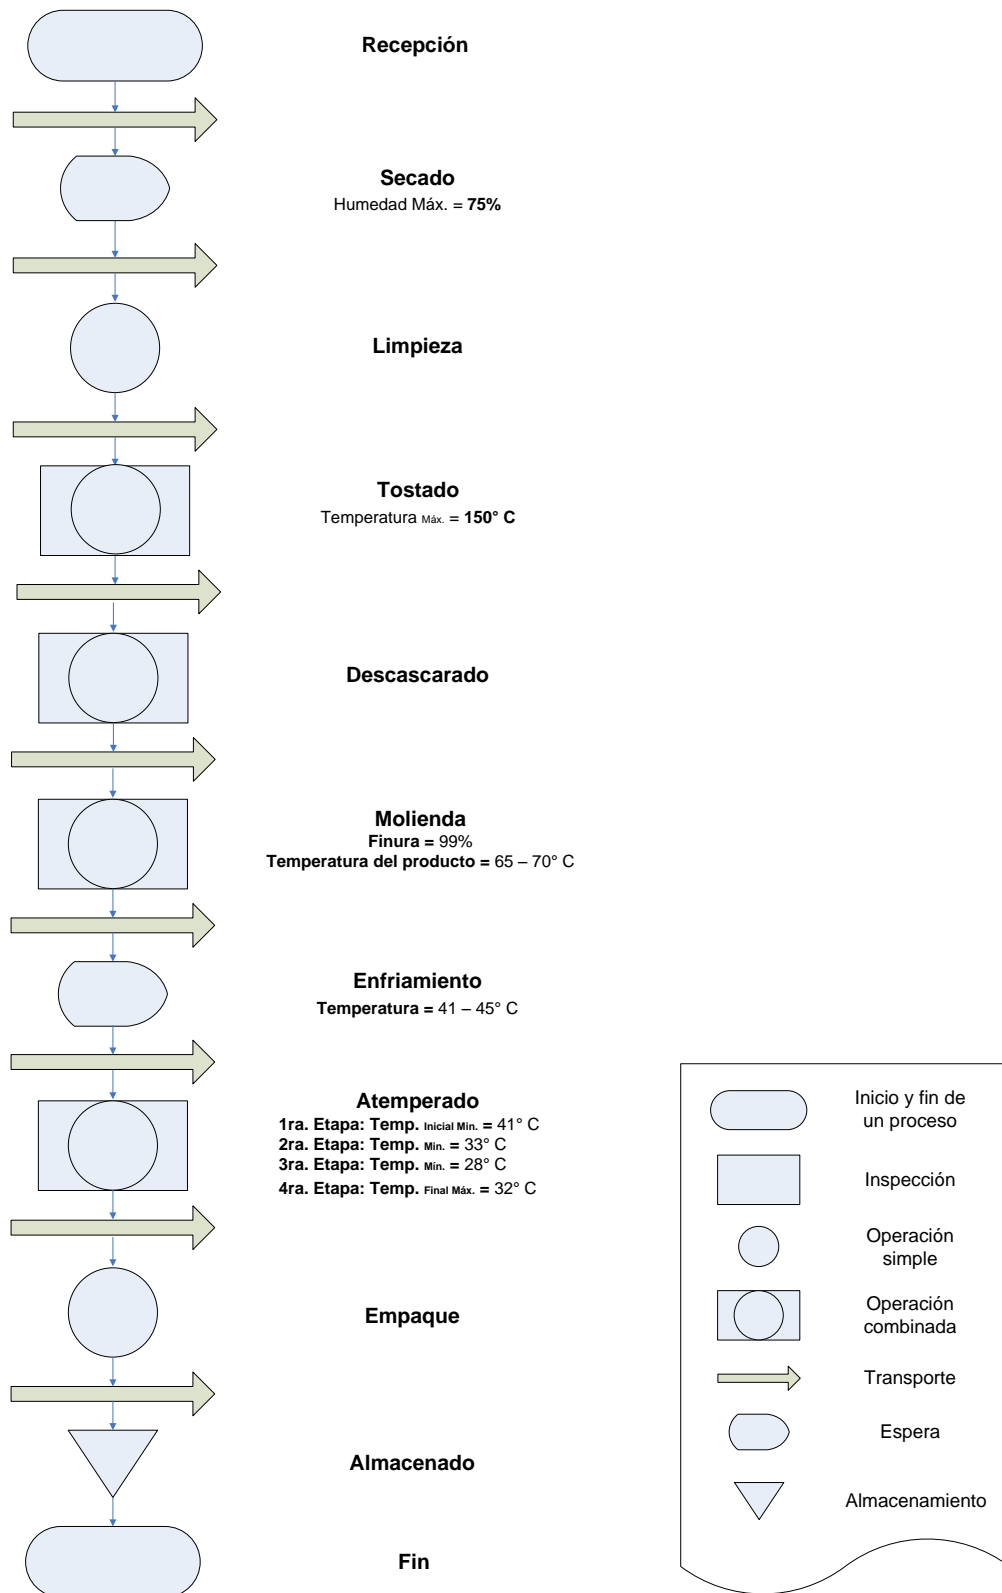 Recepción
Secado
Humedad Máx. = 75%
Limpieza
Tostado
Temperatura Máx. = 150° C
Descascarado
Molienda
Finura = 99%
Temperatura del producto = 65 – 70° C
Enfriamiento
Temperatura = 41 – 45° C
Atemperado
1ra. Etapa: Temp. Inicial Min. = 41° C
2ra. Etapa: Temp. Min. = 33° C
3ra. Etapa: Temp. Mín. = 28° C
4ra. Etapa: Temp. Final Máx. = 32° C
Empaque
Almacenado
Fin
Inicio y fin de
un proceso
Inspección
Operación
simple
Operación
combinada
Transporte
Espera
Almacenamiento